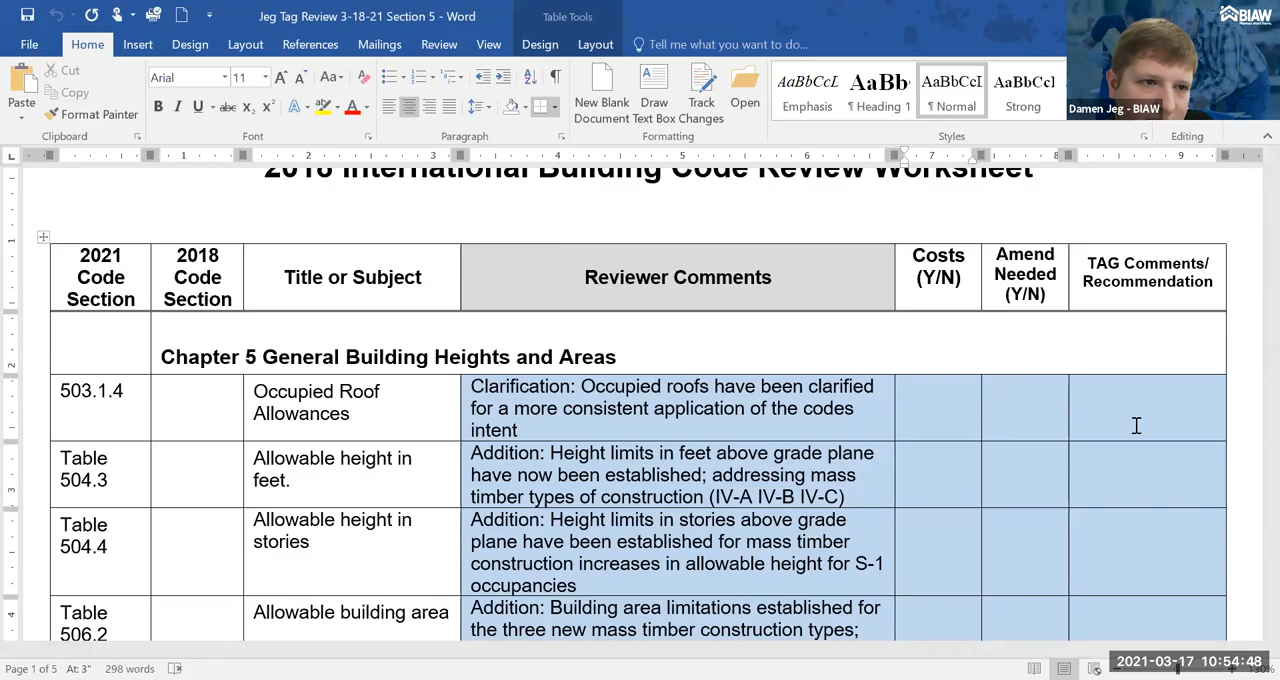 Jeg Tag Review 3-18-21 Section 5 - Word
Table Tools
BIAW
File Home Insert Design Layout References Mailings Review View Design Layout Tell me what you want to do...
Cut
Copy
Format Painter
Paste
Clipboard
Arial 11
Font
Paragraph
New Blank Document
Draw Text Box
Track Changes
Open
Formatting
AaBbCcL AaBb AaBbCcI AaBbCcI
Emphasis ¶ Heading 1 ¶ Normal Strong
Styles
Editing
Damen Jeg - BIAW
2018 International Building Code Review Worksheet
2021 Code Section
2018 Code Section
Title or Subject
Reviewer Comments
Costs (Y/N)
Amend Needed (Y/N)
TAG Comments/ Recommendation
Chapter 5 General Building Heights and Areas
503.1.4
Occupied Roof
Allowances
Clarification: Occupied roofs have been clarified
for a more consistent application of the codes
intent
Table
504.3
Allowable height in
feet.
Addition: Height limits in feet above grade plane
have now been established; addressing mass
timber types of construction (IV-A IV-B IV-C)
Table
504.4
Allowable height in
stories
Addition: Height limits in stories above grade
plane have been established for mass timber
construction increases in allowable height for S-1
occupancies
Table
506.2
Allowable building area
Addition: Building area limitations established for
the three new mass timber construction types;
Page 1 of 5 At: 3" 298 words
2021-03-17 10:54:48